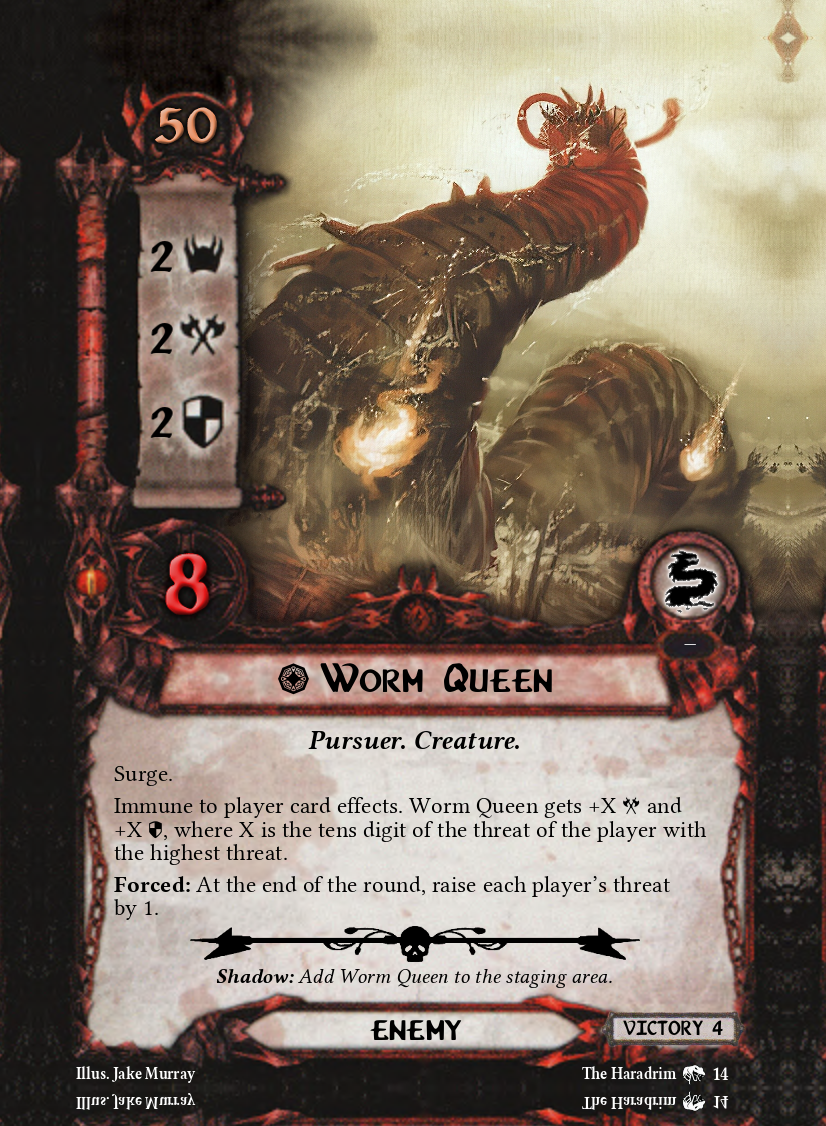 50
2
2
2
8
–
Worm Queen
Pursuer. Creature.
Surge.
Immune to player card effects. Worm Queen gets +X and
+X , where X is the tens digit of the threat of the player with
the highest threat.
Forced: At the end of the round, raise each player’s threat
by 1.
Shadow: Add Worm Queen to the staging area.
ENEMY
VICTORY 4
Illus. Jake Murray
The Haradrim 14
Illus. Jake Murray
The Haradrim 14